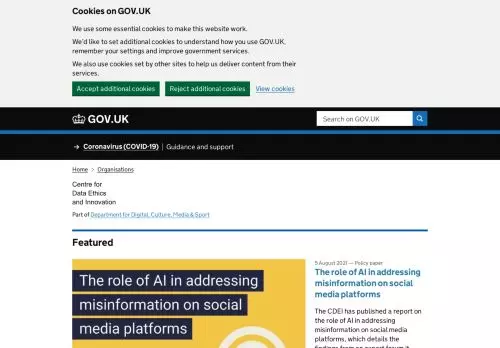 Cookies on GOV.UK
We use some essential cookies to make this website work.
We'd like to set additional cookies to understand how you use GOV.UK,
remember your settings and improve government services.
We also use cookies set by other sites to help us deliver content from their
services.
Accept additional cookies
Reject additional cookies
View cookies
GOV.UK
Search on GOV.UK
→ Coronavirus (COVID-19) | Guidance and support
Home > Organisations
Centre for
Data Ethics
and Innovation
Part of Department for Digital, Culture, Media & Sport
Featured
The role of AI in addressing
misinformation on social
media platforms
5 August 2021 — Policy paper
The role of AI in addressing
misinformation on social
media platforms
The CDEI has published a report on
the role of AI in addressing
misinformation on social media
platforms, which details the